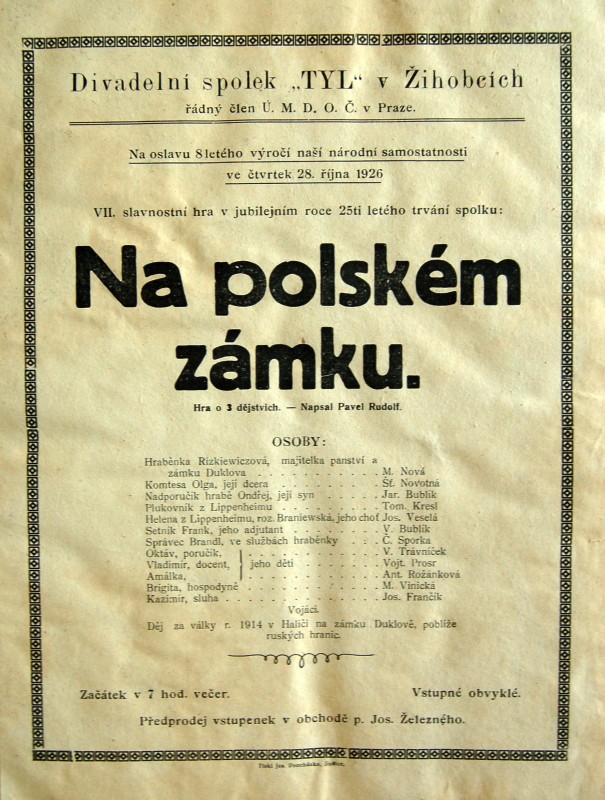 Divadelní spolek „TYL“ v Žihobcích
řádný člen Ú. M. D. O. Č. v Praze.
Na oslavu 8letého výročí naší národní samostatnosti
ve čtvrtek 28. října 1926
VII. slavnostní hra v jubilejním roce 25ti letého trvání spolku:
Na polském
zámku.
Hra o 3 dějstvích. — Napsal Pavel Rudolf.
OSOBY:
Hraběnka Rizkiewiczová, majitelka panství a
zámku Duklova . . . . . . . . . . . M. Nová
Komtesa Olga, její dcera . . . . . . . . . Šť. Novotná
Nadporučík hrabě Ondřej, její syn . . . . . Jar. Bublík
Plukovník z Lippenheimu . . . . . . . . . Tom. Kresl
Helena z Lippenheimu, roz. Braniewská, jeho choť Jos. Veselá
Setník Frank, jeho adjutant . . . . . . . . V. Bublík
Správec Brandl, ve službách hraběnky . . . Č. Sporka
Oktáv, poručík, . . . . . . . . . . . V. Trávníček
Vladimír, docent, } jeho děti . . . . . . . Vojt. Prosr
Amálka, . . . . . . . . . . . Ant. Rožánková
Brigita, hospodyně . . . . . . . . . . . M. Vinická
Kazimír, sluha . . . . . . . . . . . . . Jos. Frančík
Vojáci.
Děj za války r. 1914 v Haliči na zámku Duklově, poblíže
ruských hranic.
Začátek v 7 hod. večer. Vstupné obvyklé.
Předprodej vstupenek v obchodě p. Jos. Železného.